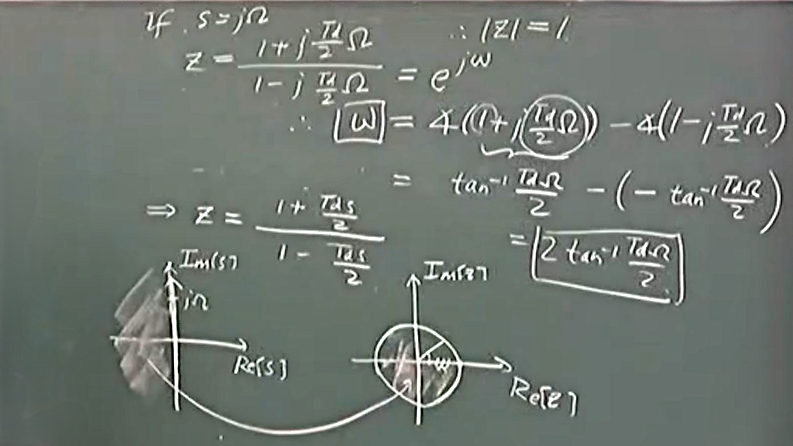 If s=jΩ ∴ |Z|=1.
z = (1+j Td/2 Ω)/(1−j Td/2 Ω) = e^{jω}
∴ ω = ∡(1+j Td/2 Ω) − ∡(1−j Td/2 Ω)
= tan⁻¹ TdΩ/2 − (− tan⁻¹ TdΩ/2)
⇒ z = (1+ Tds/2)/(1 − Tds/2)
= 2 tan⁻¹ TdΩ/2
Im[s]
jΩ
Re[s]
Im[z]
ω
Re[z]